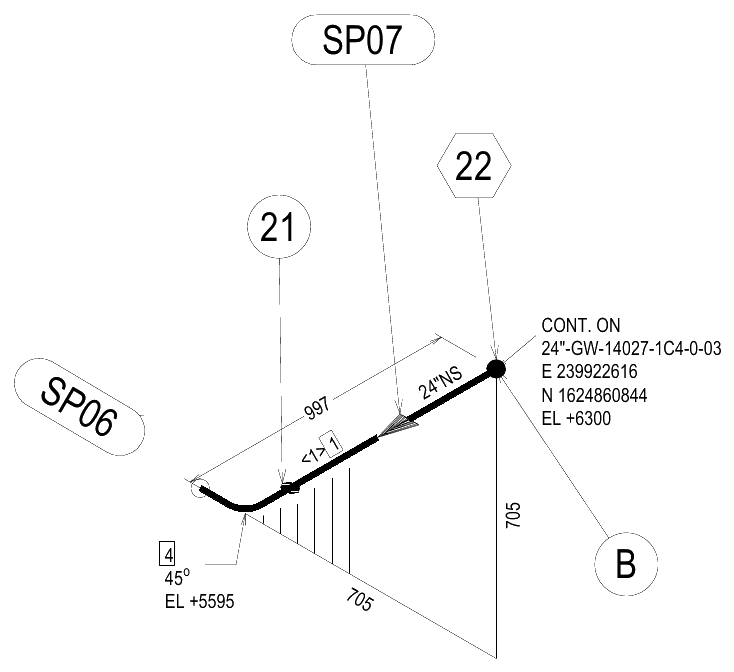 SP07
22
21
CONT. ON
24"-GW-14027-1C4-0-03
E 239922616
N 1624860844
EL +6300
24"NS
997
SP06
<1> 1
705
4
45°
EL +5595
B
705